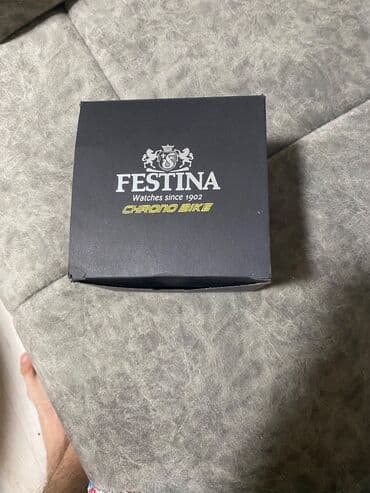 FESTINA
Watches since 1902
CHRONO BIKE